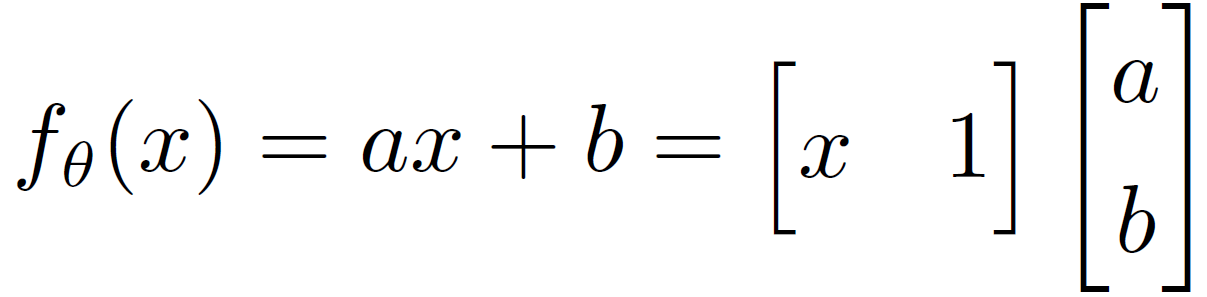 f_θ(x) = ax + b = [x 1] [a b]